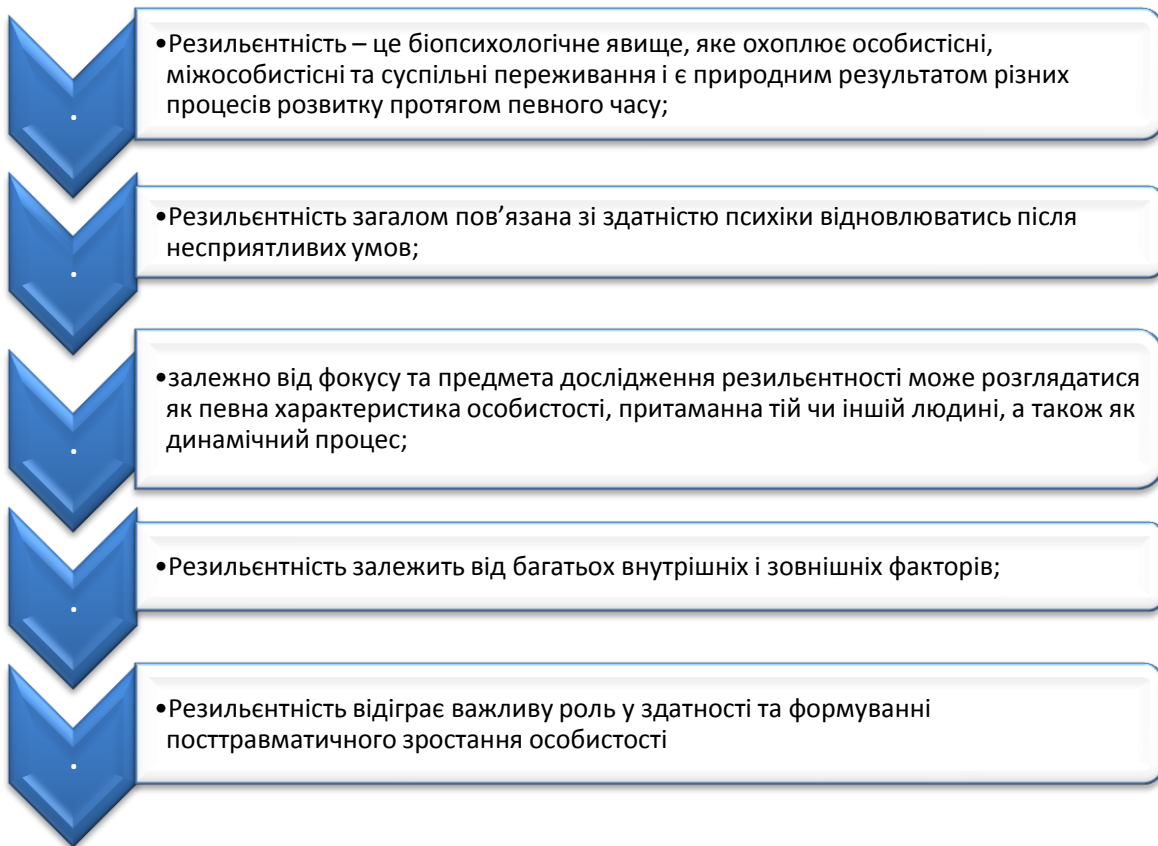 •Резильєнтність – це біопсихологічне явище, яке охоплює особистісні,
міжособистісні та суспільні переживання і є природним результатом різних
процесів розвитку протягом певного часу;
•Резильєнтність загалом пов’язана зі здатністю психіки відновлюватись після
несприятливих умов;
•залежно від фокусу та предмета дослідження резильєнтності може розглядатися
як певна характеристика особистості, притаманна тій чи іншій людині, а також як
динамічний процес;
•Резильєнтність залежить від багатьох внутрішніх і зовнішніх факторів;
•Резильєнтність відіграє важливу роль у здатності та формуванні
посттравматичного зростання особистості